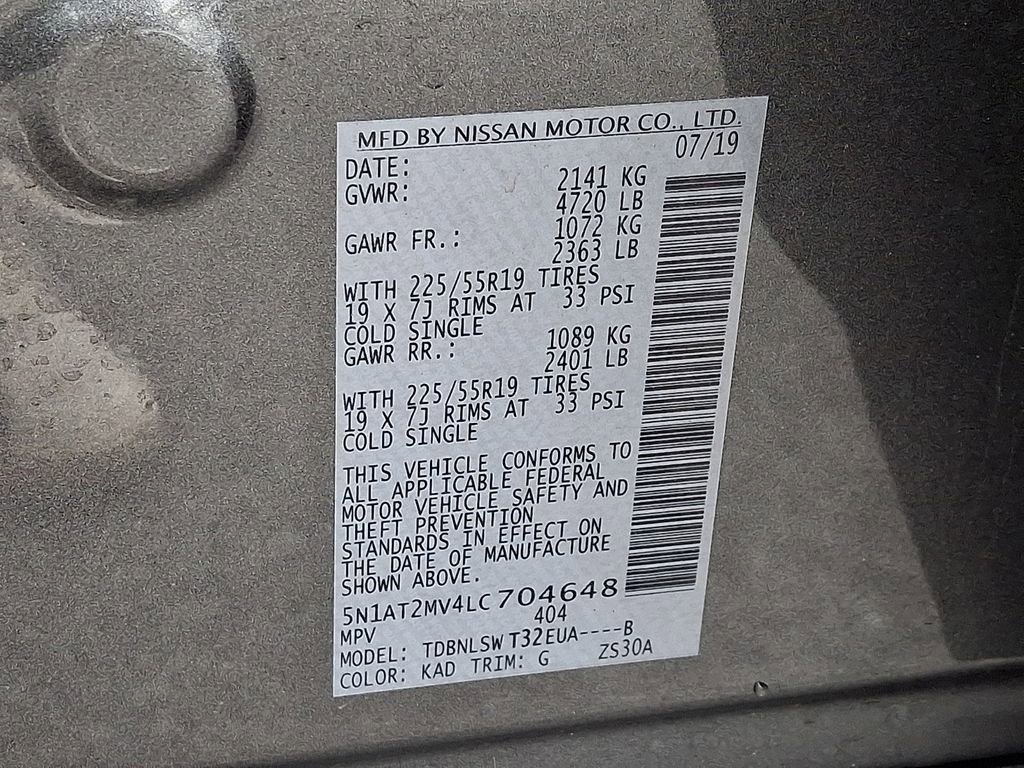 MFD BY NISSAN MOTOR CO., LTD.
DATE: 07/19
GVWR: 2141 KG
4720 LB
GAWR FR.: 1072 KG
2363 LB
WITH 225/55R19 TIRES
19 X 7J RIMS AT 33 PSI
COLD SINGLE
GAWR RR.: 1089 KG
2401 LB
WITH 225/55R19 TIRES
19 X 7J RIMS AT 33 PSI
COLD SINGLE
THIS VEHICLE CONFORMS TO
ALL APPLICABLE FEDERAL
MOTOR VEHICLE SAFETY AND
THEFT PREVENTION
STANDARDS IN EFFECT ON
THE DATE OF MANUFACTURE
SHOWN ABOVE.
5N1AT2MV4LC704648
MPV 404
MODEL: TDBNLSW T32EUA----B
COLOR: KAD TRIM: G ZS30A